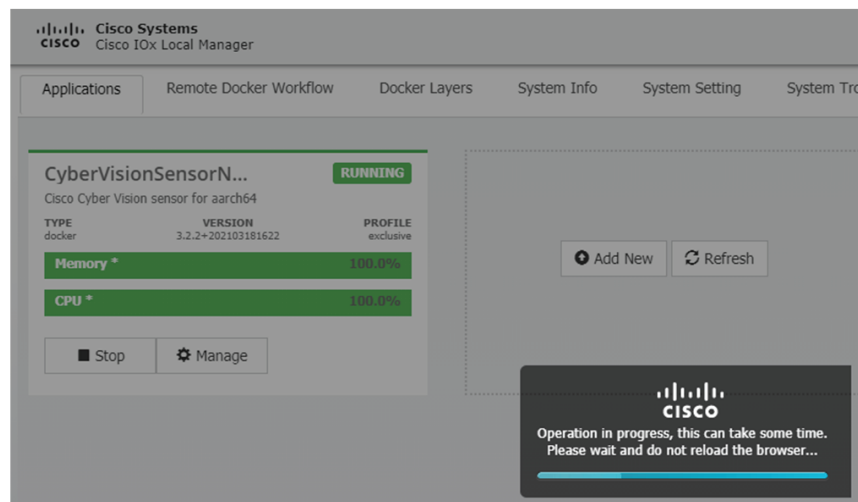 Cisco Systems
CISCO
Cisco IOx Local Manager
Applications
Remote Docker Workflow
Docker Layers
System Info
System Setting
System Tro
CyberVisionSensorN...
RUNNING
Cisco Cyber Vision sensor for aarch64
TYPE
VERSION
PROFILE
docker
3.2.2+202103181622
exclusive
Memory *
100.0%
CPU *
100.0%
Stop
Manage
Add New
Refresh
CISCO
Operation in progress, this can take some time.
Please wait and do not reload the browser...